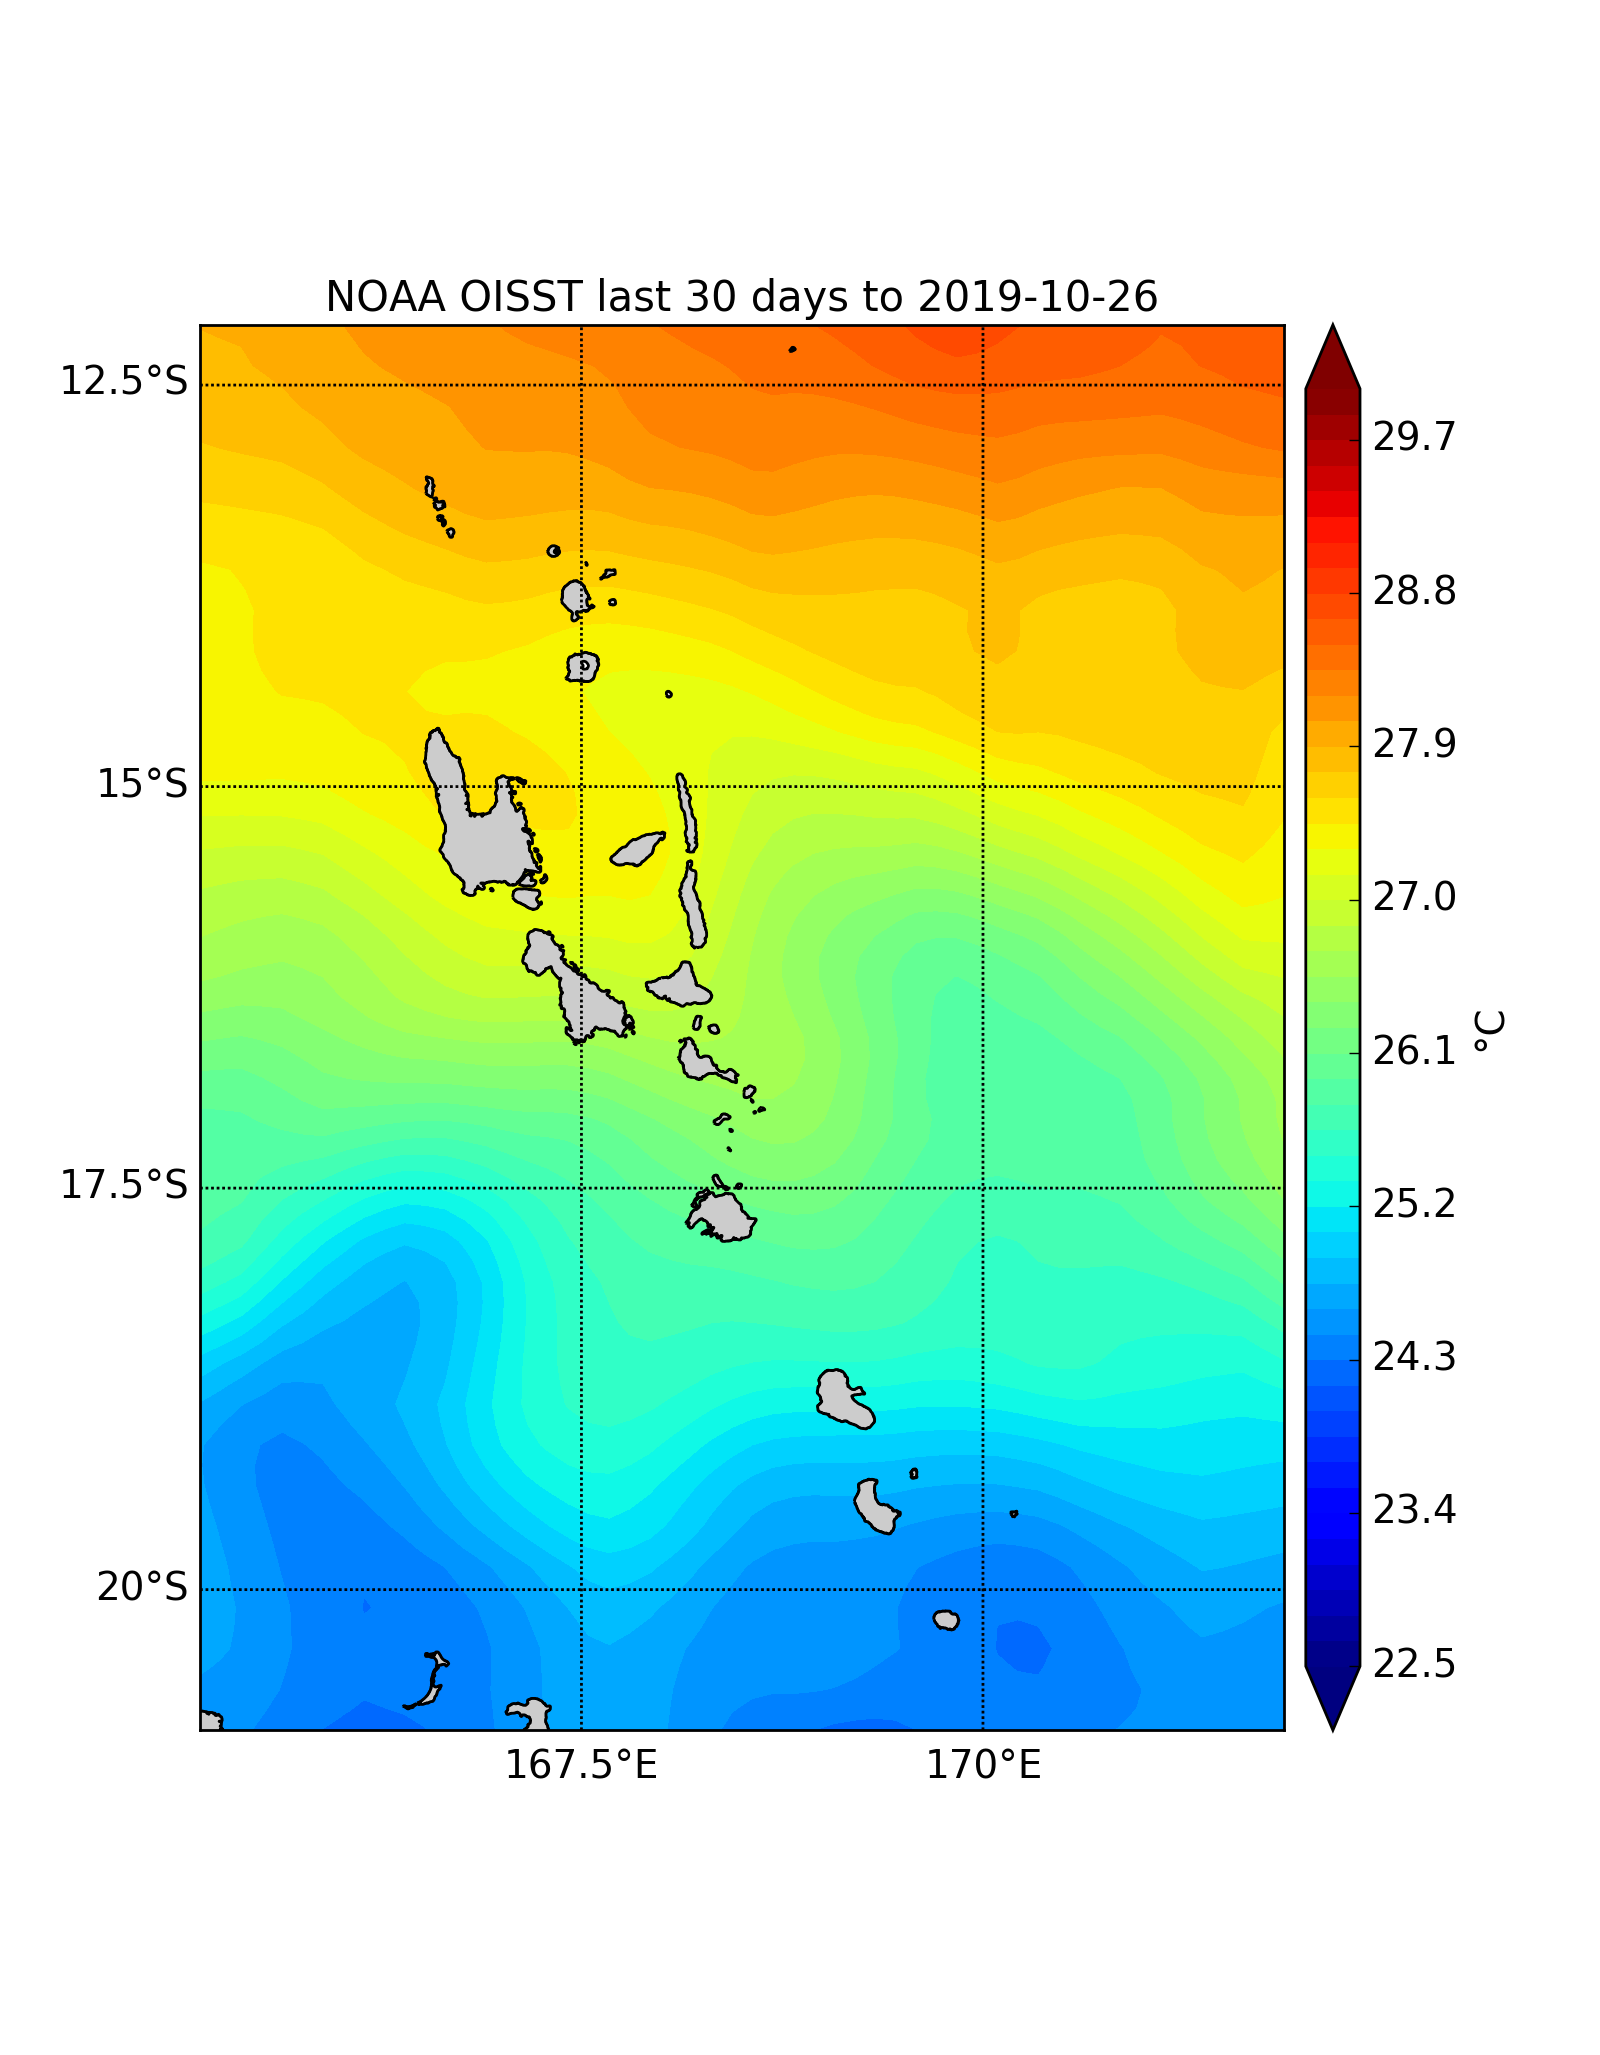 NOAA OISST last 30 days to 2019-10-26
12.5°S
15°S
17.5°S
20°S
167.5°E
170°E
29.7
28.8
27.9
27.0
26.1
25.2
24.3
23.4
22.5
°C